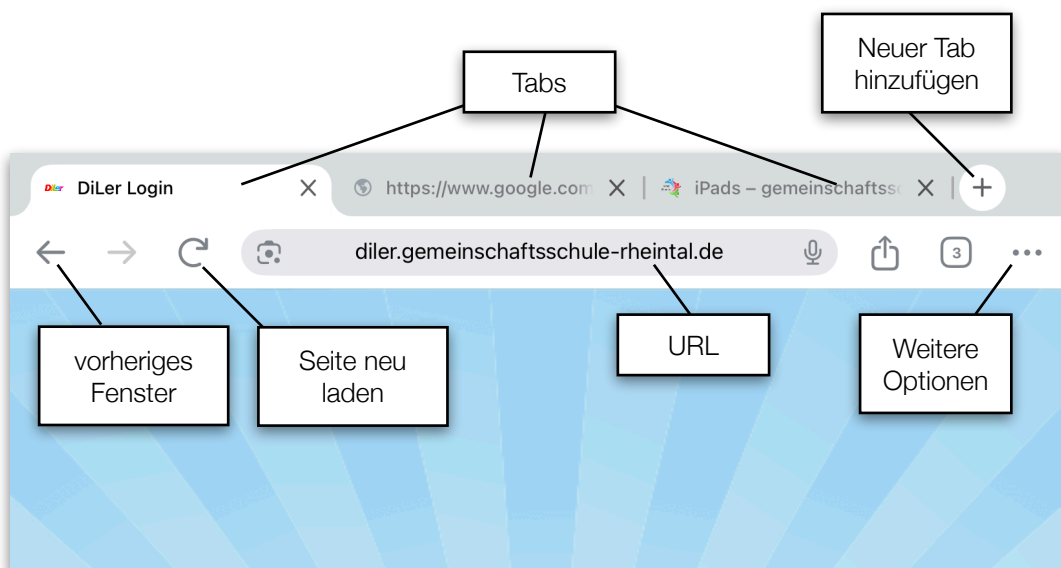 Neuer Tab
hinzufügen
Tabs
DiLer
DiLer Login
https://www.google.com
iPads – gemeinschaftssc
diler.gemeinschaftsschule-rheintal.de
3
vorheriges
Fenster
Seite neu
laden
URL
Weitere
Optionen